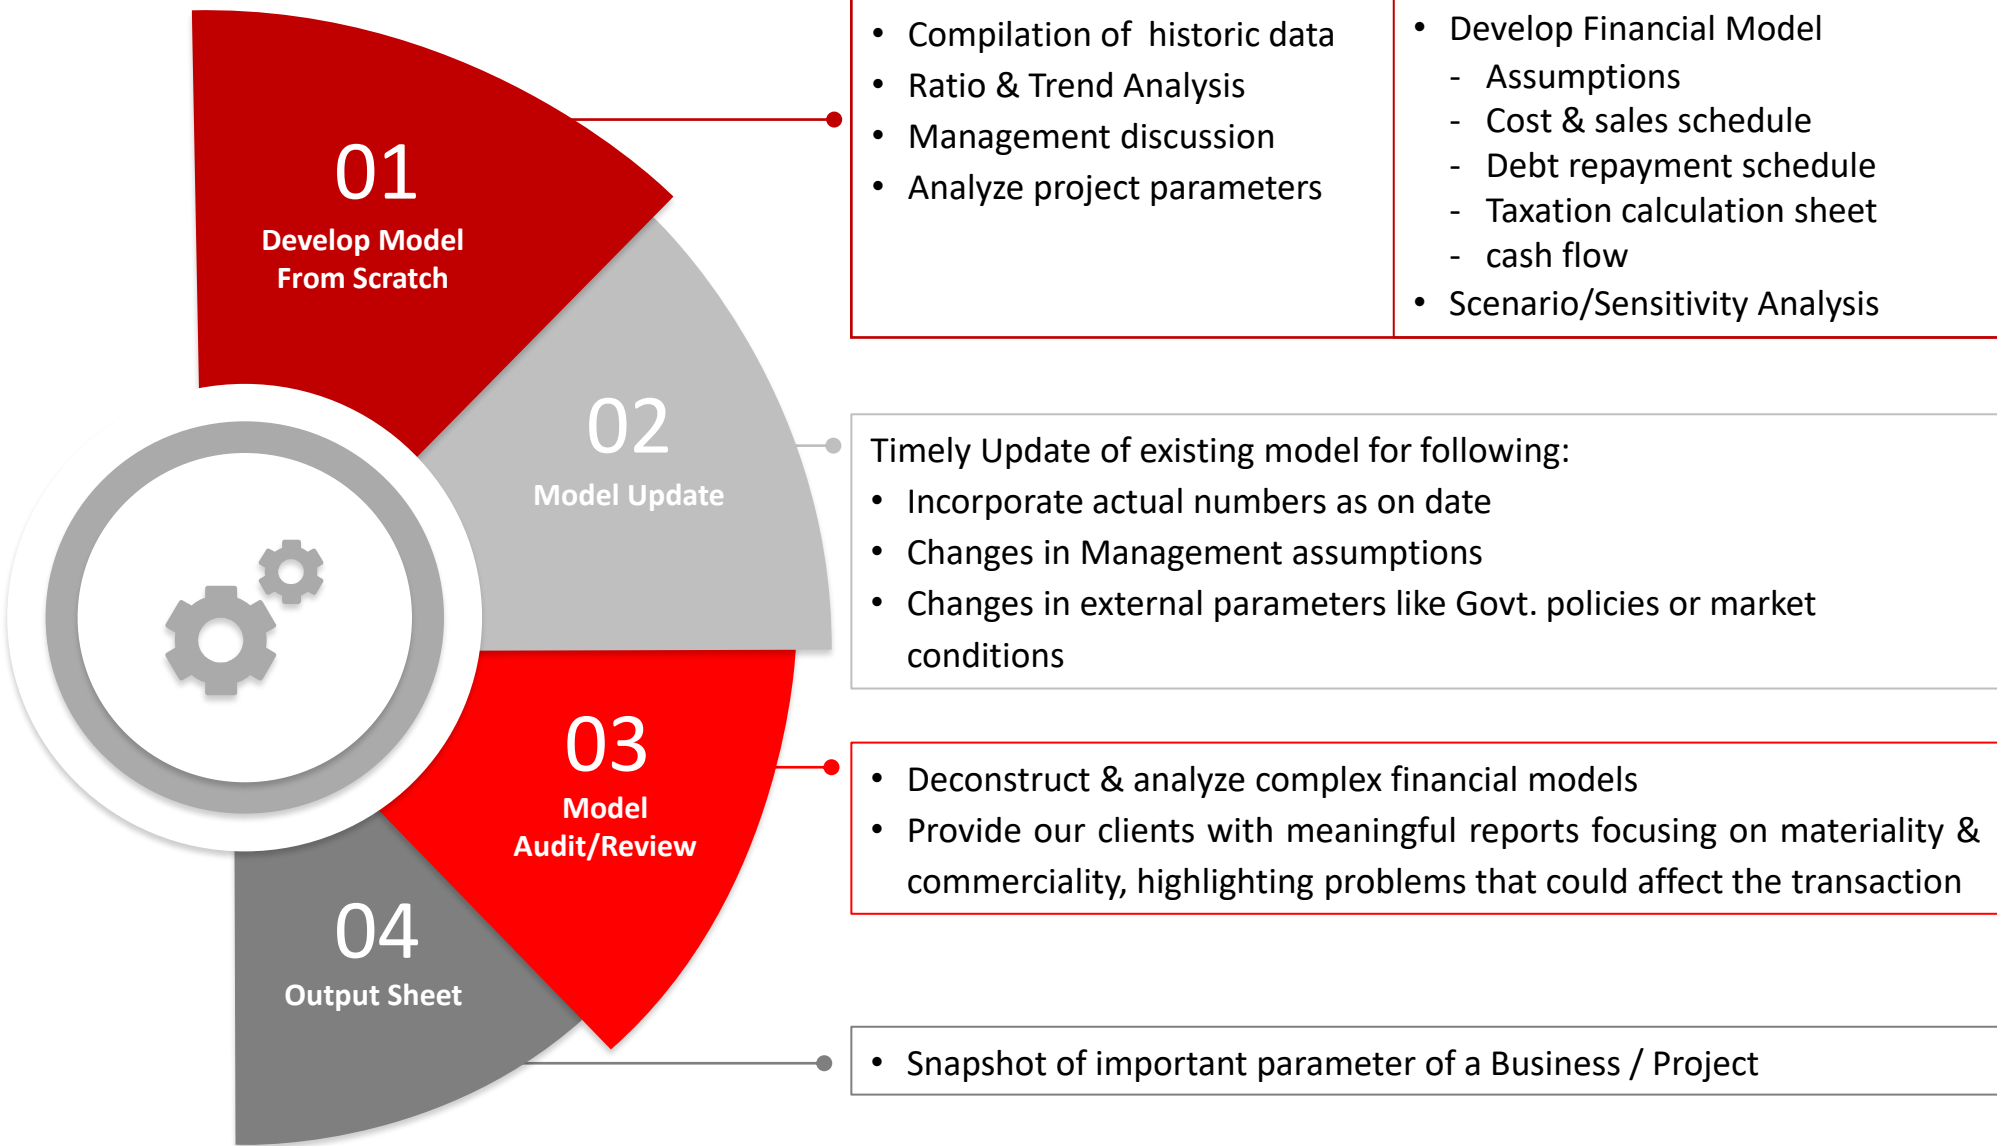 01
Develop Model
From Scratch
• Compilation of historic data
• Ratio & Trend Analysis
• Management discussion
• Analyze project parameters
• Develop Financial Model
- Assumptions
- Cost & sales schedule
- Debt repayment schedule
- Taxation calculation sheet
- cash flow
• Scenario/Sensitivity Analysis
02
Model Update
Timely Update of existing model for following:
• Incorporate actual numbers as on date
• Changes in Management assumptions
• Changes in external parameters like Govt. policies or market
conditions
03
Model
Audit/Review
• Deconstruct & analyze complex financial models
• Provide our clients with meaningful reports focusing on materiality &
commerciality, highlighting problems that could affect the transaction
04
Output Sheet
• Snapshot of important parameter of a Business / Project